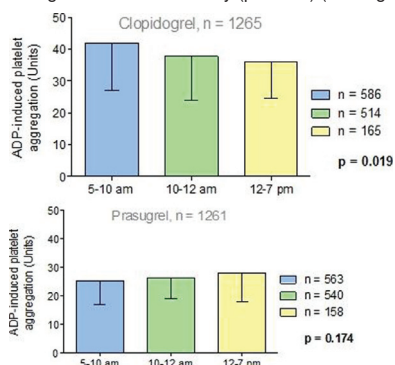 Clopidogrel, n = 1265
ADP-induced platelet
aggregation (Units)
50
40
30
20
10
0
5-10 am
10-12 am
12-7 pm
n = 586
n = 514
n = 165
p = 0.019
Prasugrel, n = 1261
ADP-induced platelet
aggregation (Units)
50
40
30
20
10
0
5-10 am
10-12 am
12-7 pm
n = 563
n = 540
n = 158
p = 0.174